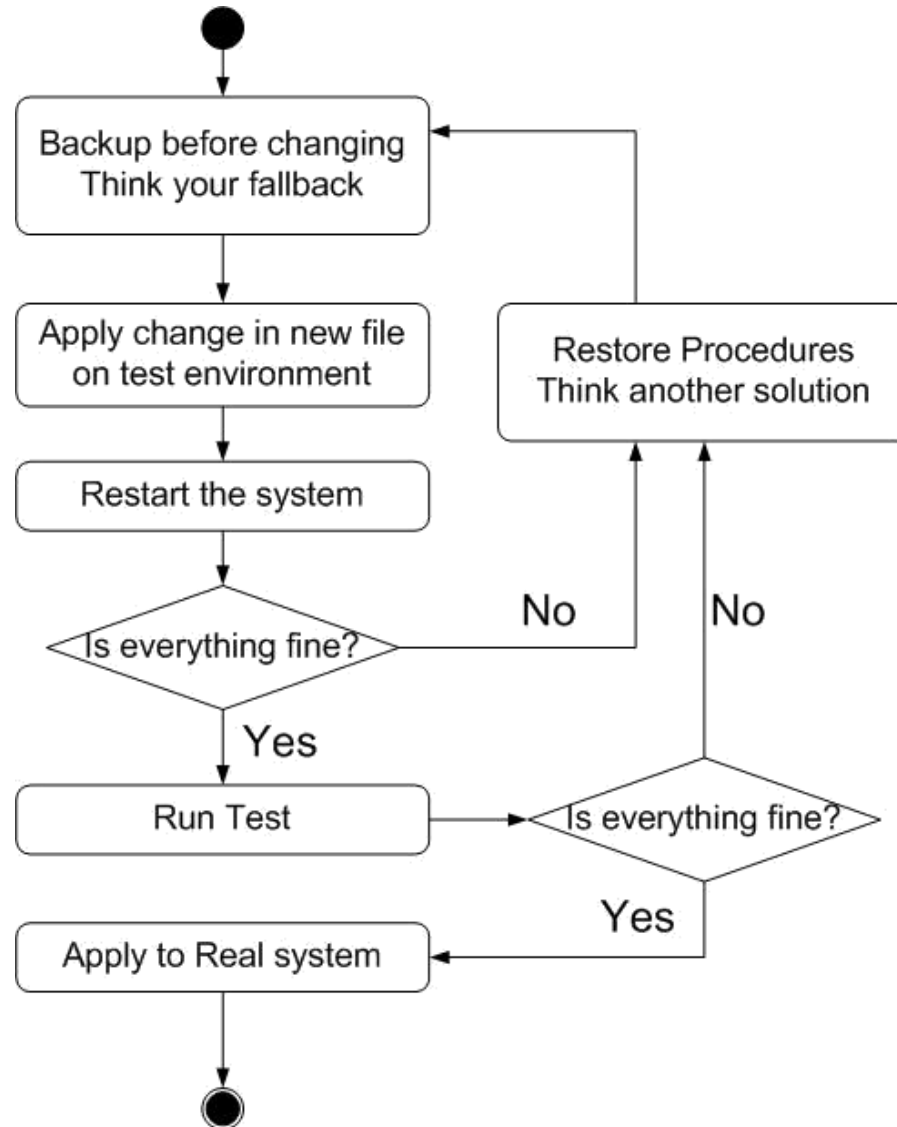 Backup before changing
Think your fallback
Apply change in new file
on test environment
Restore Procedures
Think another solution
Restart the system
Is everything fine?
No
No
Yes
Run Test
Is everything fine?
Yes
Apply to Real system